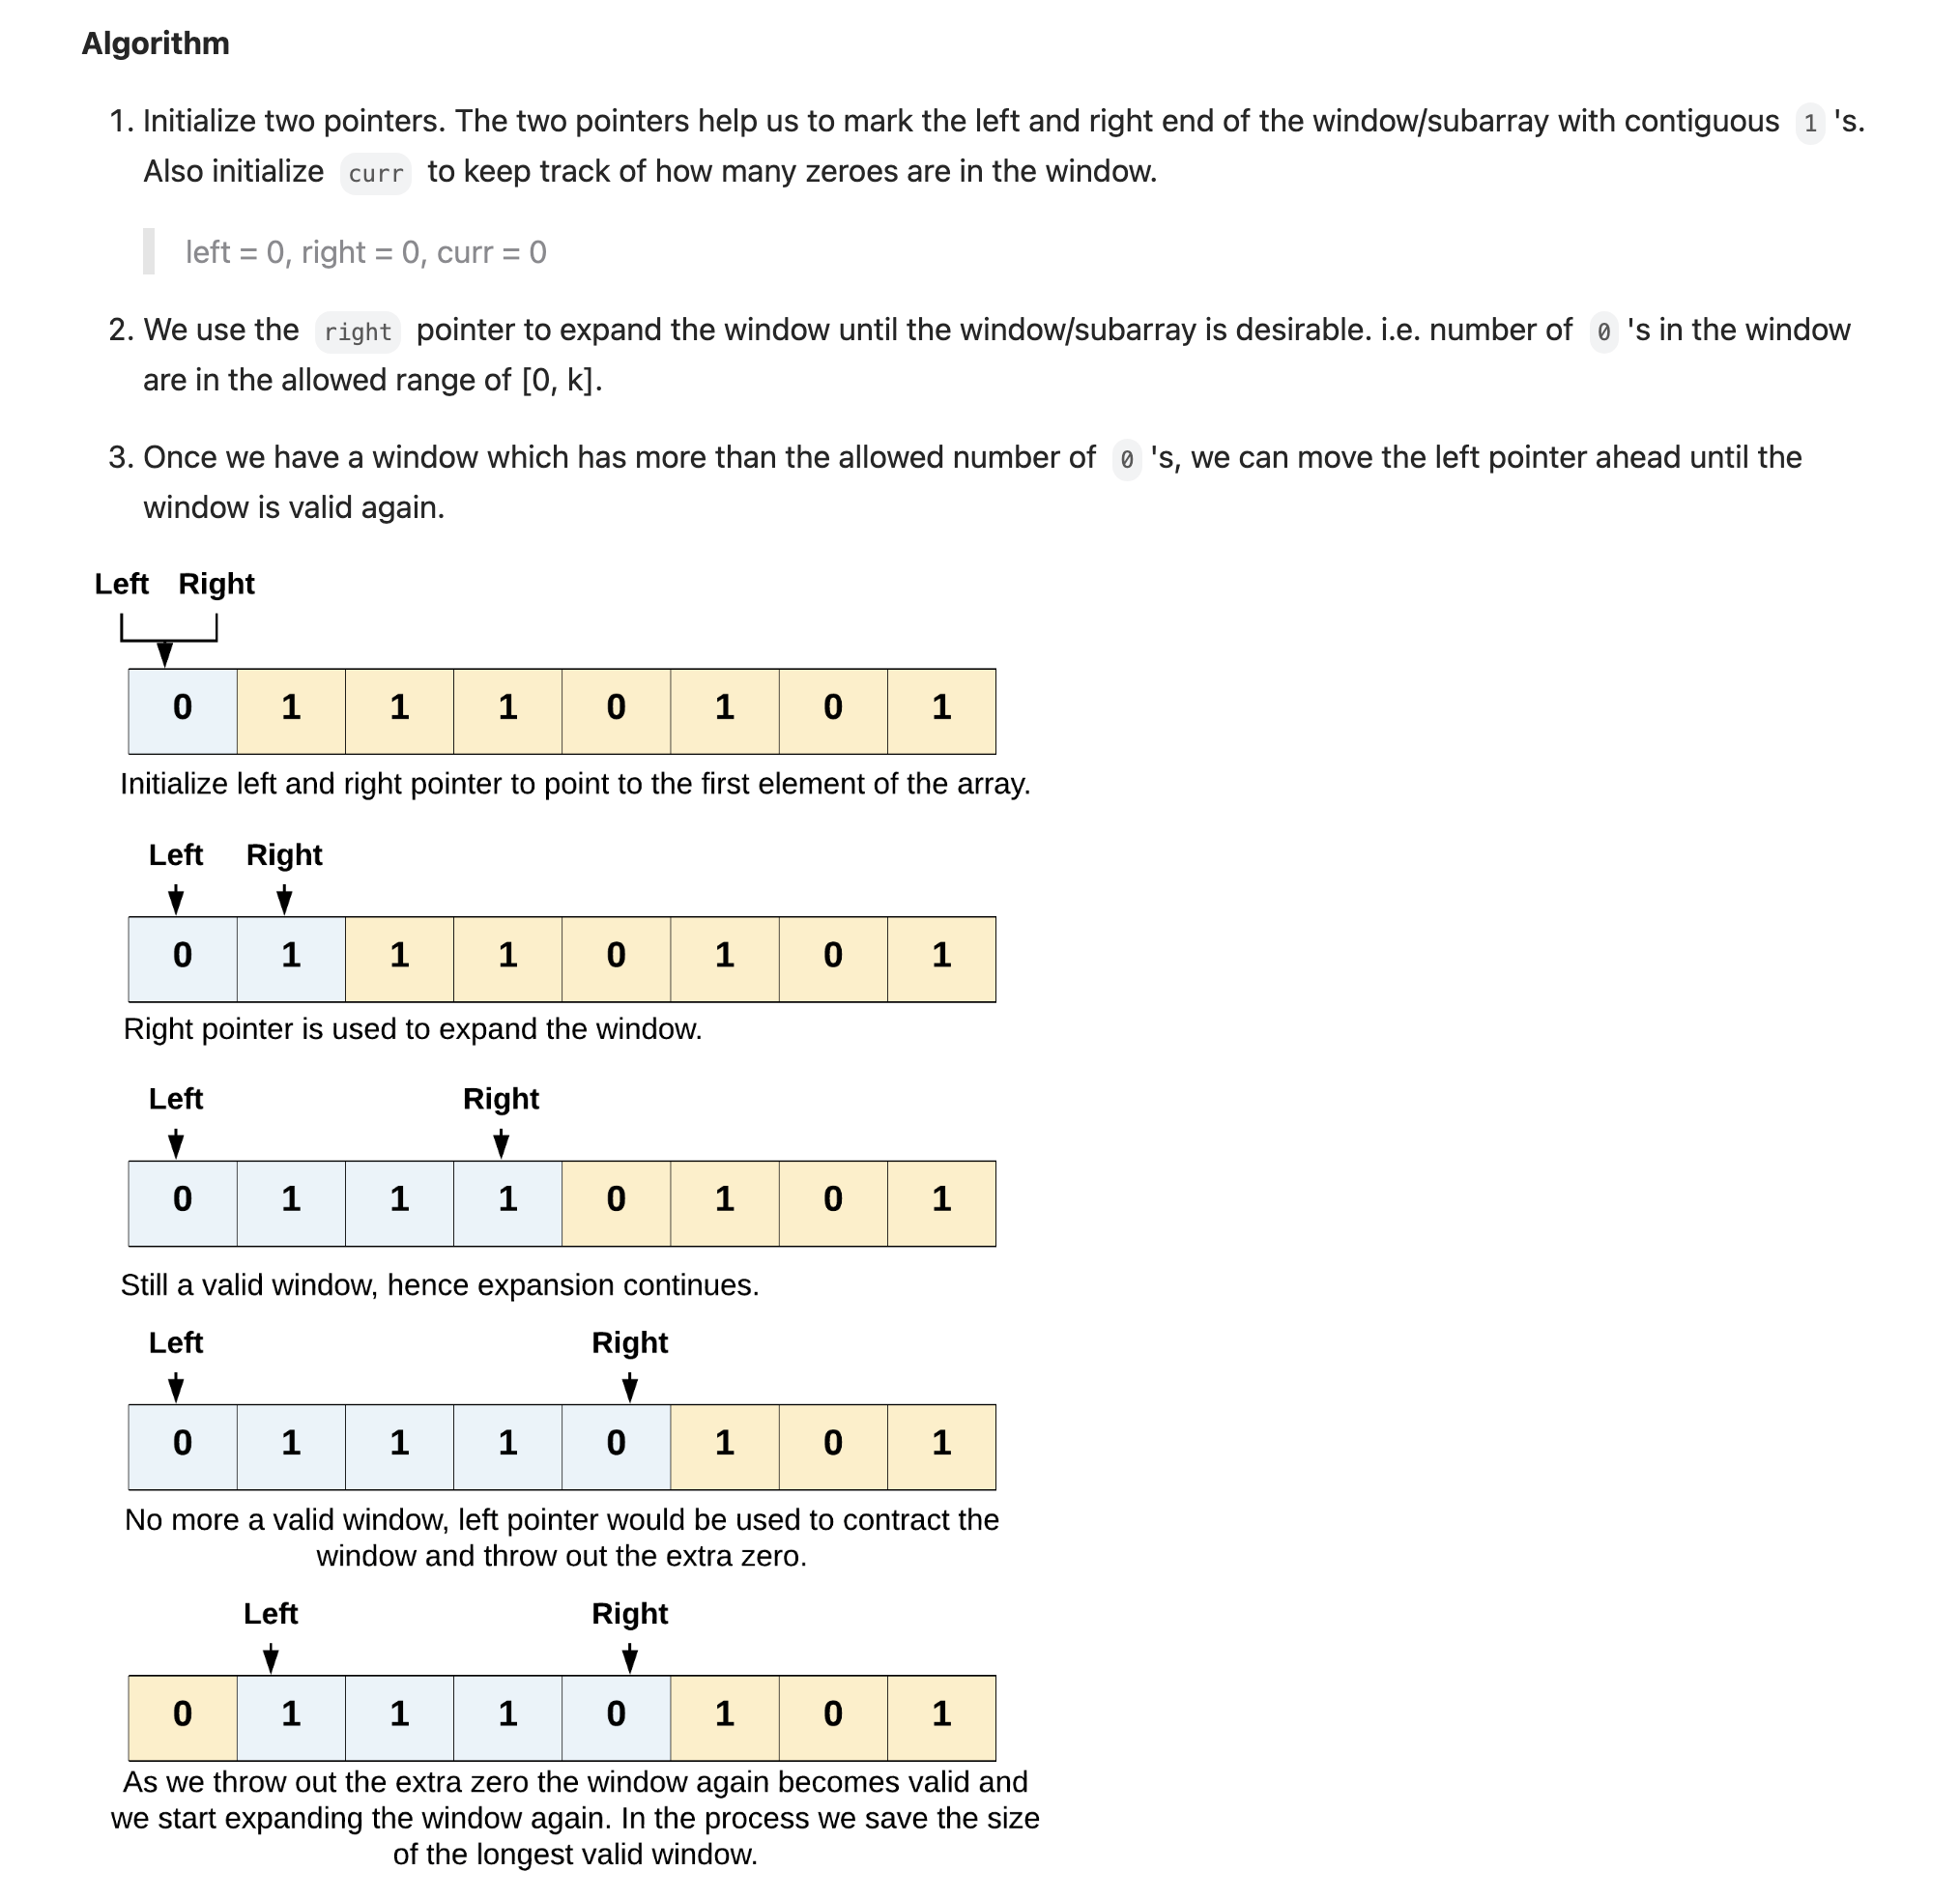 Algorithm
1. Initialize two pointers. The two pointers help us to mark the left and right end of the window/subarray with contiguous 1 's.
Also initialize curr to keep track of how many zeroes are in the window.
left = 0, right = 0, curr = 0
2. We use the right pointer to expand the window until the window/subarray is desirable. i.e. number of 0 's in the window
are in the allowed range of [0, k].
3. Once we have a window which has more than the allowed number of 0 's, we can move the left pointer ahead until the
window is valid again.
Left Right
0 1 1 1 0 1 0 1
Initialize left and right pointer to point to the first element of the array.
Left Right
0 1 1 1 0 1 0 1
Right pointer is used to expand the window.
Left Right
0 1 1 1 0 1 0 1
Still a valid window, hence expansion continues.
Left Right
0 1 1 1 0 1 0 1
No more a valid window, left pointer would be used to contract the
window and throw out the extra zero.
Left Right
0 1 1 1 0 1 0 1
As we throw out the extra zero the window again becomes valid and
we start expanding the window again. In the process we save the size
of the longest valid window.